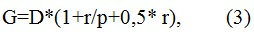 G=D*(1+r/p+0,5* r), (3)